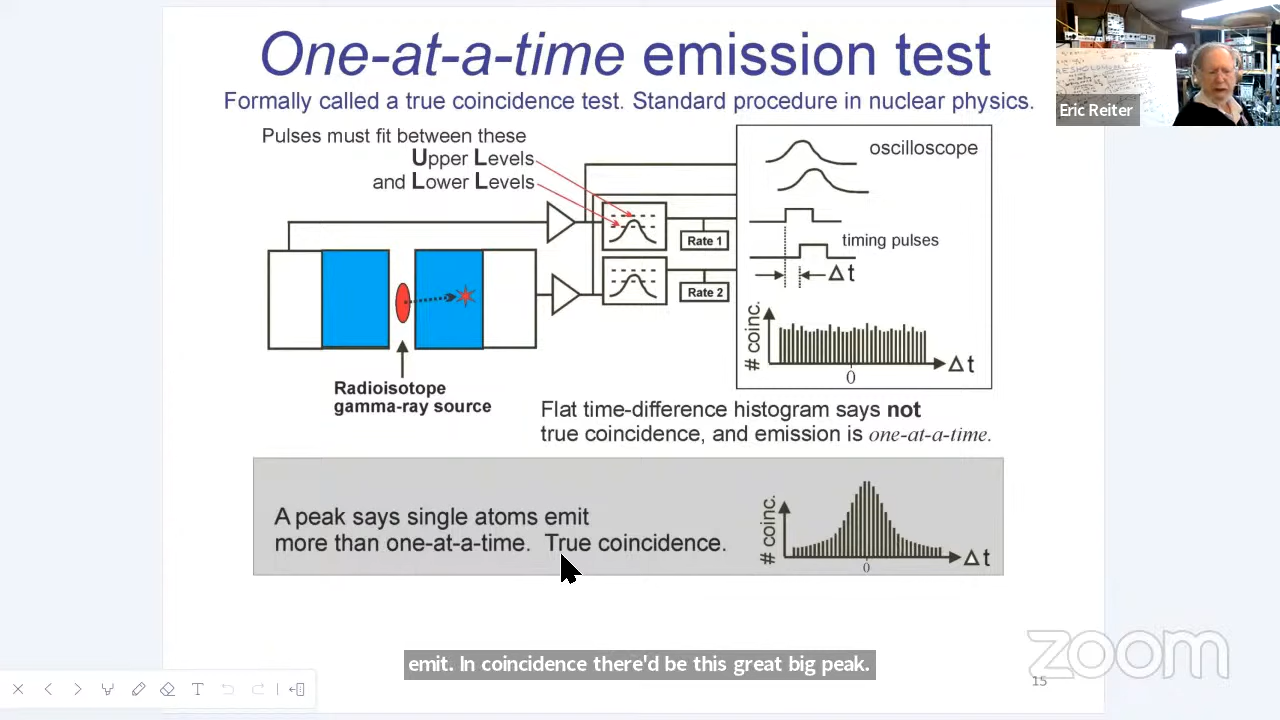 One-at-a-time emission test
Formally called a true coincidence test. Standard procedure in nuclear physics.
Eric Reiter
Pulses must fit between these
Upper Levels
and Lower Levels
oscilloscope
Rate 1
timing pulses
Δt
Rate 2
# coinc.
Δt
0
Radioisotope
gamma-ray source
Flat time-difference histogram says not
true coincidence, and emission is one-at-a-time.
A peak says single atoms emit
more than one-at-a-time. True coincidence.
# coinc.
Δt
0
emit. In coincidence there'd be this great big peak.
zoom
15
T